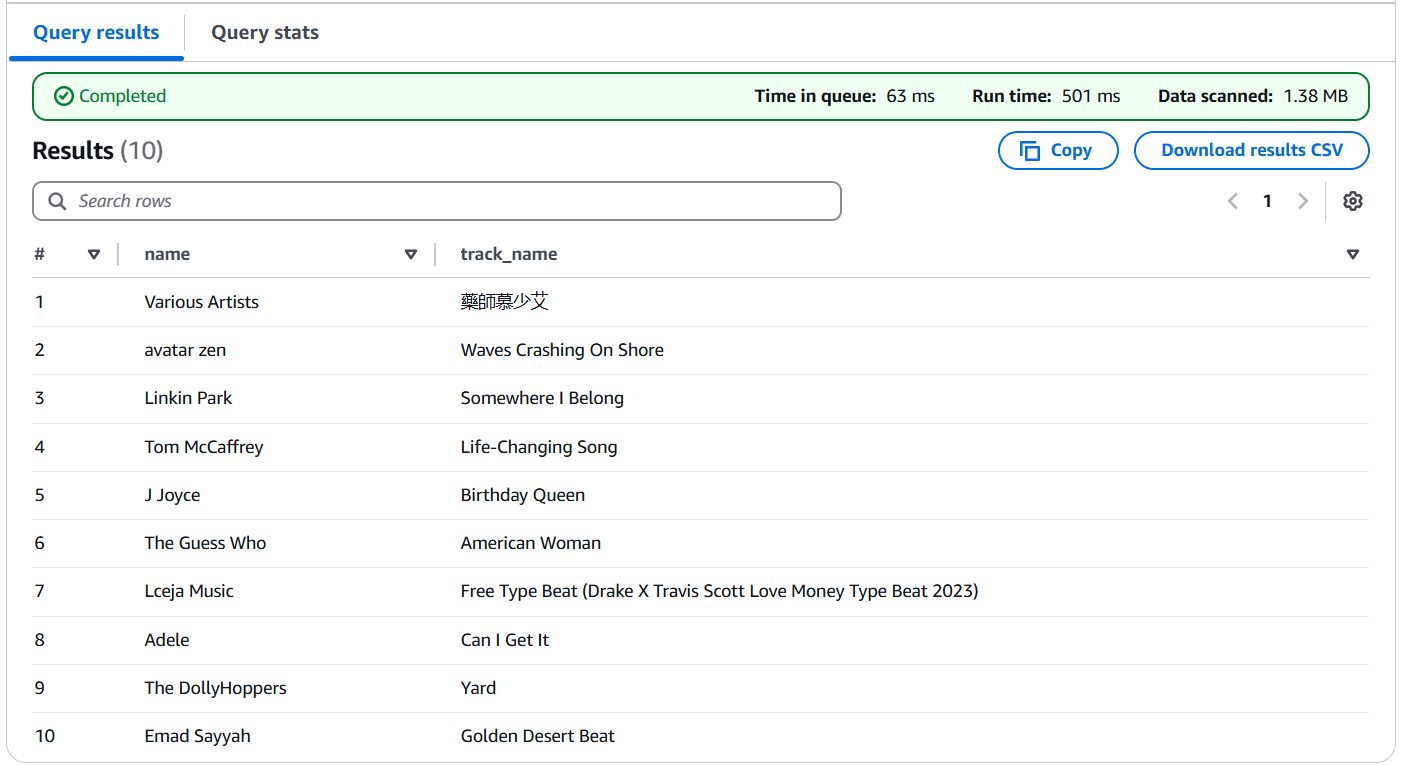 Query results Query stats
Completed Time in queue: 63 ms Run time: 501 ms Data scanned: 1.38 MB
Results (10) Copy Download results CSV
Search rows 1
# name track_name
1 Various Artists 藥師慕少艾
2 avatar zen Waves Crashing On Shore
3 Linkin Park Somewhere I Belong
4 Tom McCaffrey Life-Changing Song
5 J Joyce Birthday Queen
6 The Guess Who American Woman
7 Lceja Music Free Type Beat (Drake X Travis Scott Love Money Type Beat 2023)
8 Adele Can I Get It
9 The DollyHoppers Yard
10 Emad Sayyah Golden Desert Beat